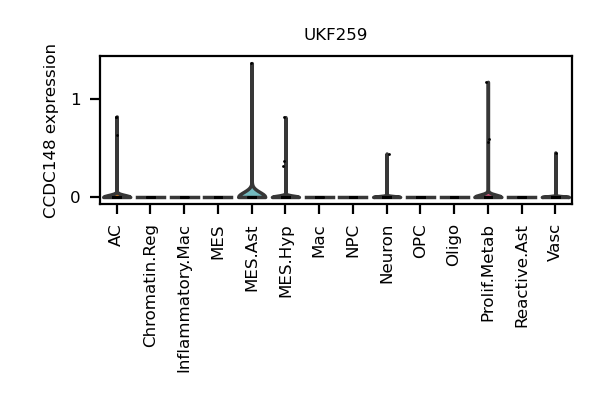 UKF259
CCDC148 expression
1
0
AC
Chromatin.Reg
Inflammatory.Mac
MES
MES.Ast
MES.Hyp
Mac
NPC
Neuron
OPC
Oligo
Prolif.Metab
Reactive.Ast
Vasc